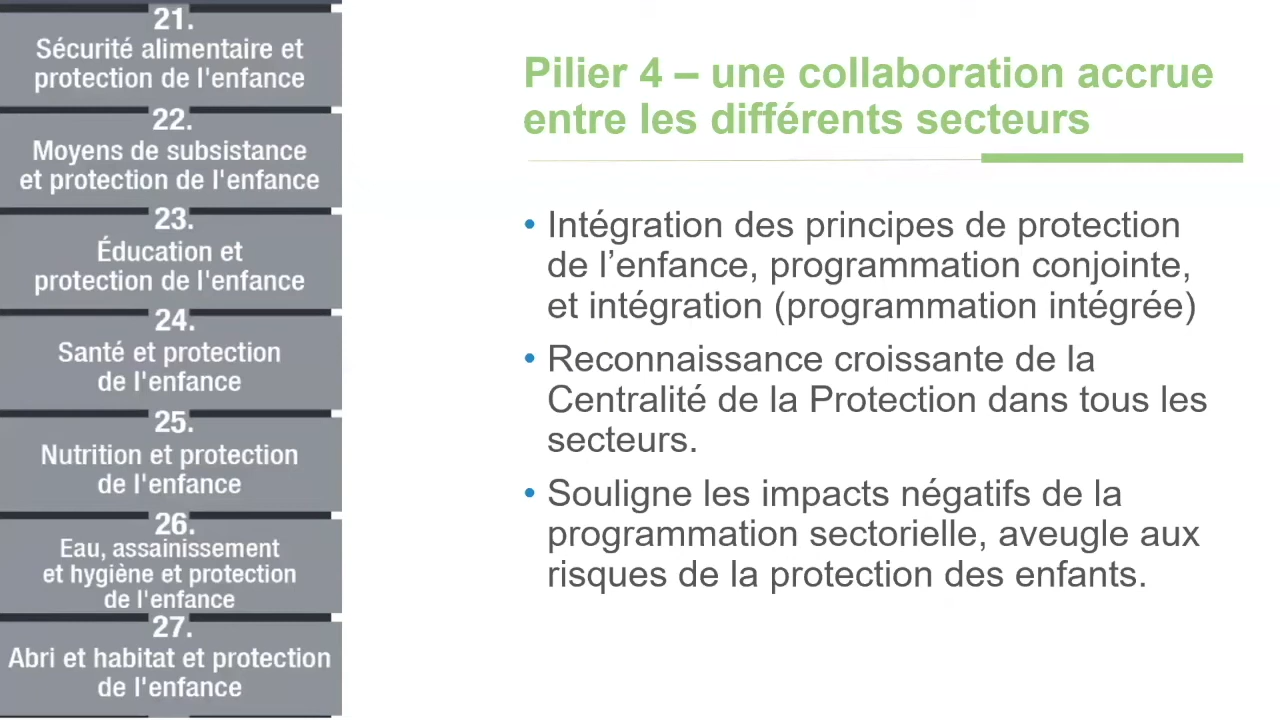 21.
Sécurité alimentaire et
protection de l'enfance
22.
Moyens de subsistance
et protection de l'enfance
23.
Éducation et
protection de l'enfance
24.
Santé et protection
de l'enfance
25.
Nutrition et protection
de l'enfance
26.
Eau, assainissement
et hygiène et protection
de l'enfance
27.
Abri et habitat et protection
de l'enfance
Pilier 4 – une collaboration accrue
entre les différents secteurs
• Intégration des principes de protection
de l’enfance, programmation conjointe,
et intégration (programmation intégrée)
• Reconnaissance croissante de la
Centralité de la Protection dans tous les
secteurs.
• Souligne les impacts négatifs de la
programmation sectorielle, aveugle aux
risques de la protection des enfants.